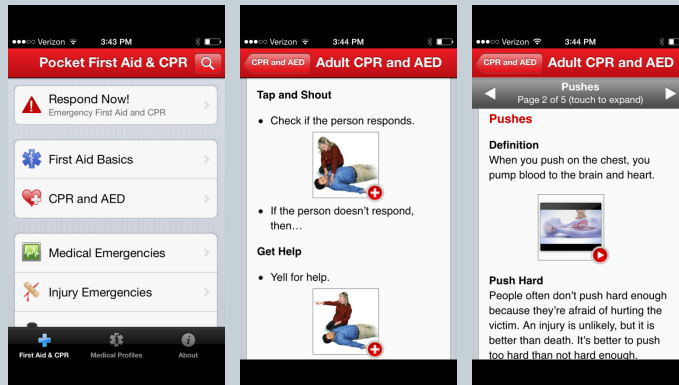 ●●●○○ Verizon 3:43 PM
Pocket First Aid & CPR
Respond Now!
Emergency First Aid and CPR
First Aid Basics
CPR and AED
Medical Emergencies
Injury Emergencies
First Aid & CPR
Medical Profiles
About
●●●○○ Verizon 3:44 PM
CPR and AED
Adult CPR and AED
Tap and Shout
• Check if the person responds.
• If the person doesn't respond,
then…
Get Help
• Yell for help.
●●●○○ Verizon 3:44 PM
CPR and AED
Adult CPR and AED
Pushes
Page 2 of 5 (touch to expand)
Pushes
Definition
When you push on the chest, you
pump blood to the brain and heart.
Push Hard
People often don't push hard enough
because they're afraid of hurting the
victim. An injury is unlikely, but it is
better than death. It's better to push
too hard than not hard enough.